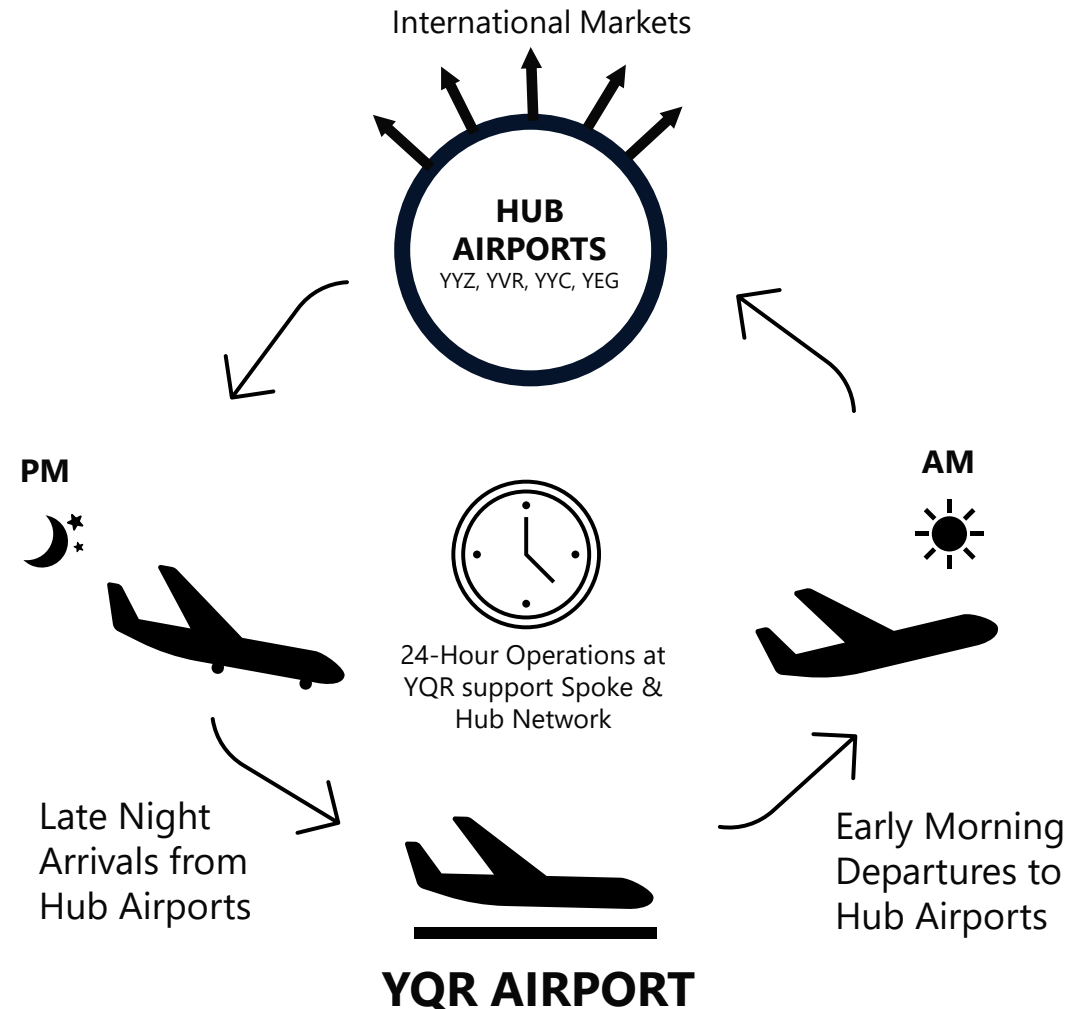 International Markets
HUB
AIRPORTS
YYZ, YVR, YYC, YEG
PM
AM
24-Hour Operations at
YQR support Spoke &
Hub Network
Late Night
Arrivals from
Hub Airports
Early Morning
Departures to
Hub Airports
YQR AIRPORT